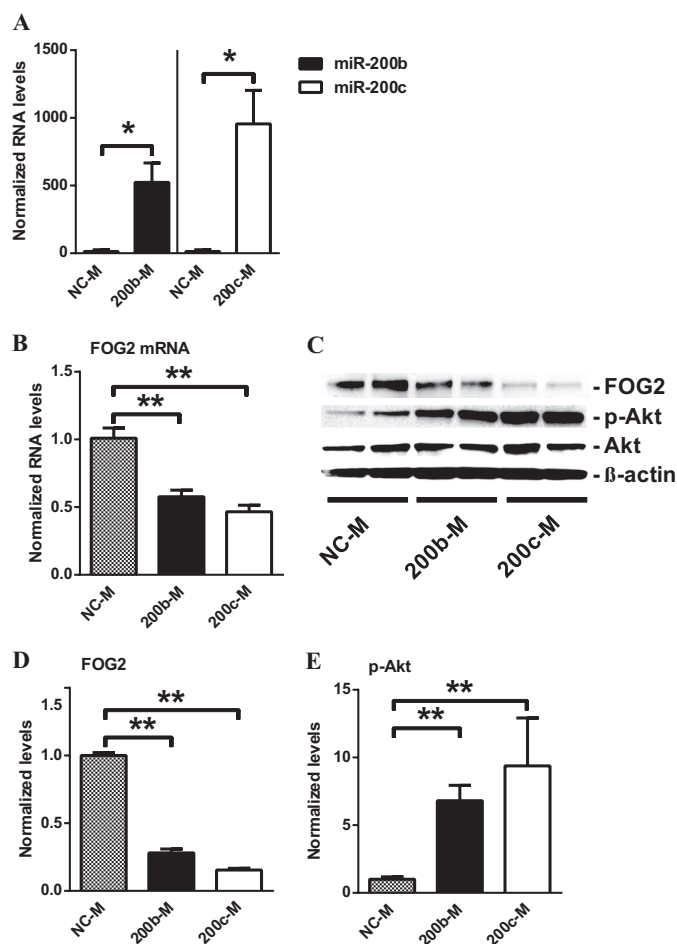 A
Normalized RNA levels
1500
1000
500
0
*
*
NC-M
200b-M
NC-M
200c-M
miR-200b
miR-200c
B
FOG2 mRNA
Normalized RNA levels
1.5
1.0
0.5
0.0
**
**
NC-M
200b-M
200c-M
C
- FOG2
- p-Akt
- Akt
- ß-actin
NC-M
200b-M
200c-M
D
FOG2
Normalized levels
1.5
1.0
0.5
0.0
**
**
NC-M
200b-M
200c-M
E
p-Akt
Normalized levels
15
10
5
0
**
**
NC-M
200b-M
200c-M